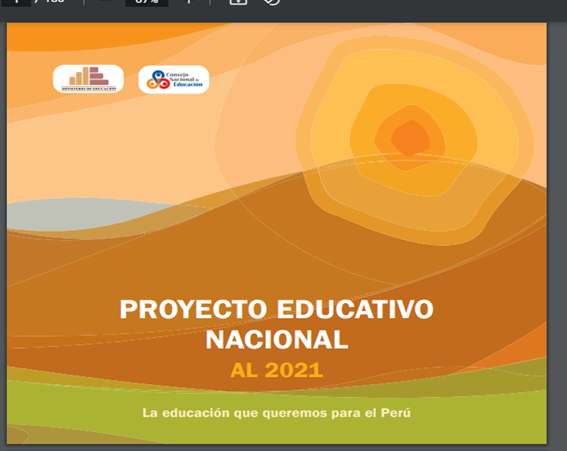 Consejo
Nacional de
Educación
PROYECTO EDUCATIVO
NACIONAL
AL 2021
La educación que queremos para el Perú